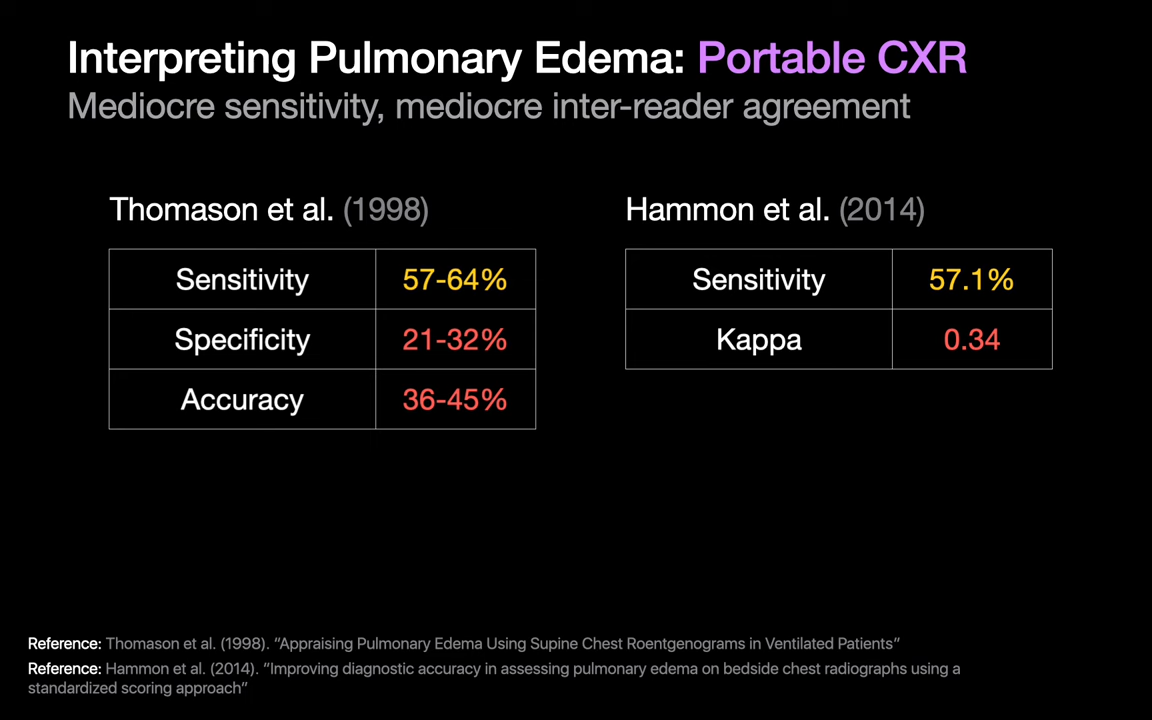 Interpreting Pulmonary Edema: Portable CXR
Mediocre sensitivity, mediocre inter-reader agreement
Thomason et al. (1998)
Sensitivity 57-64%
Specificity 21-32%
Accuracy 36-45%
Hammon et al. (2014)
Sensitivity 57.1%
Kappa 0.34
Reference: Thomason et al. (1998). “Appraising Pulmonary Edema Using Supine Chest Roentgenograms in Ventilated Patients”
Reference: Hammon et al. (2014). “Improving diagnostic accuracy in assessing pulmonary edema on bedside chest radiographs using a
standardized scoring approach”